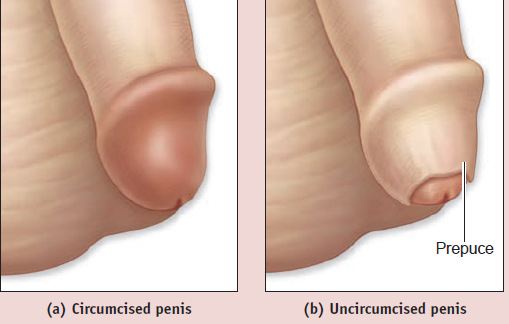 Prepuce
(a) Circumcised penis
(b) Uncircumcised penis